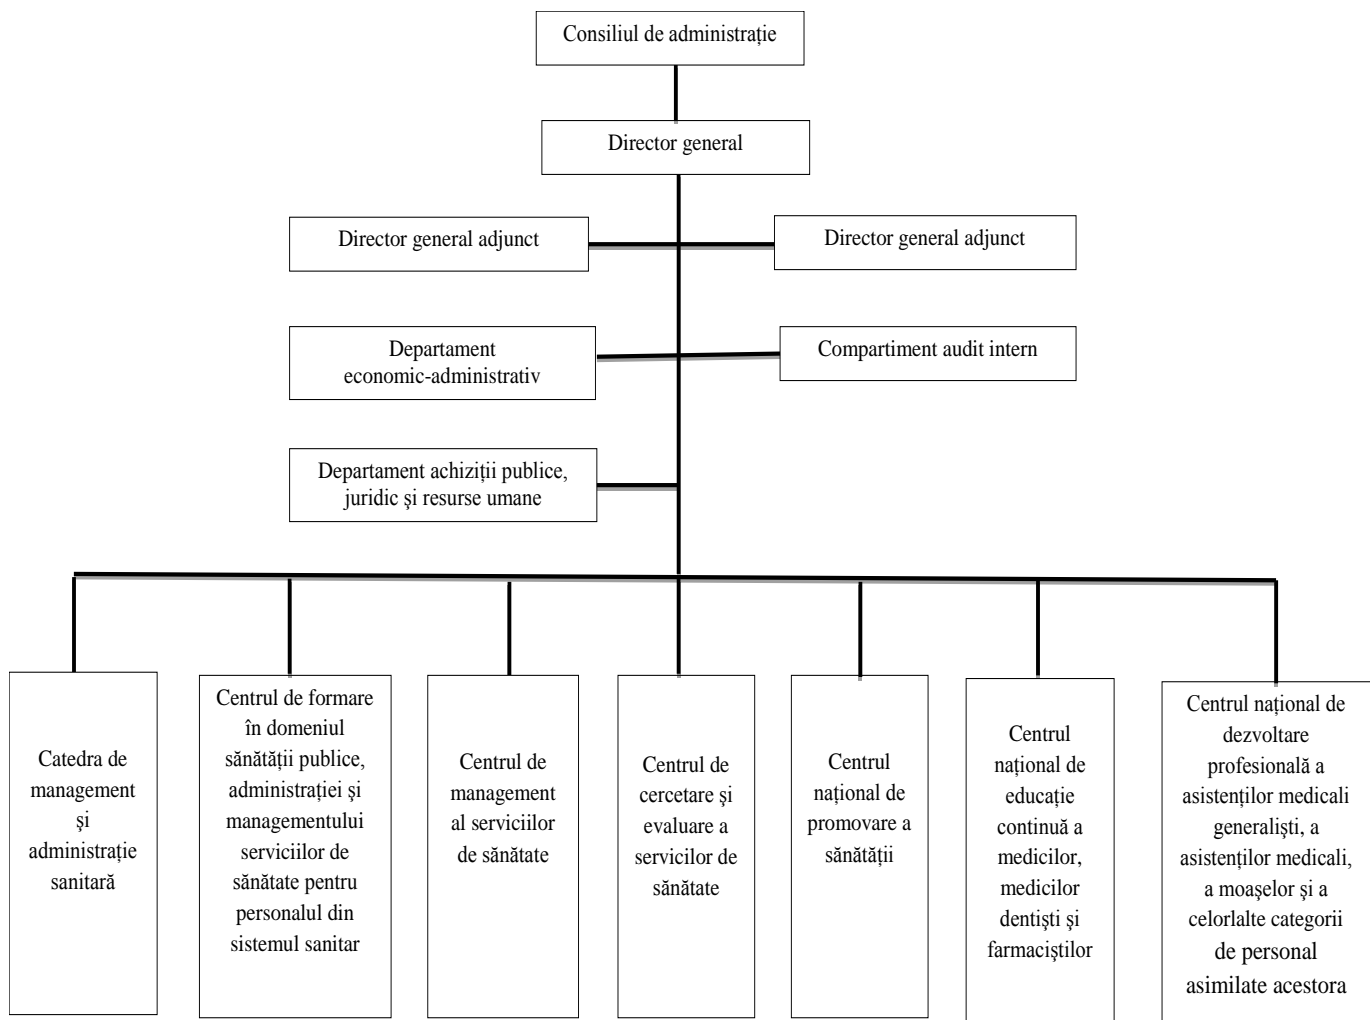 Consiliul de administrație
Director general
Director general adjunct
Director general adjunct
Departament
economic-administrativ
Compartiment audit intern
Departament achiziții publice,
juridic și resurse umane
Catedra de
management
și
administrație
sanitară
Centrul de formare
în domeniul
sănătății publice,
administrației și
managementului
serviciilor de
sănătate pentru
personalul din
sistemul sanitar
Centrul de
management
al serviciilor
de sănătate
Centrul de
cercetare și
evaluare a
servicilor de
sănătate
Centrul
național de
promovare a
sănătății
Centrul
național de
educație
continuă a
medicilor,
medicilor
dentiști și
farmaciștilor
Centrul național de
dezvoltare
profesională a
asistenților medicali
generaliști, a
asistenților medicali,
a moașelor și a
celorlalte categorii
de personal
asimilate acestora